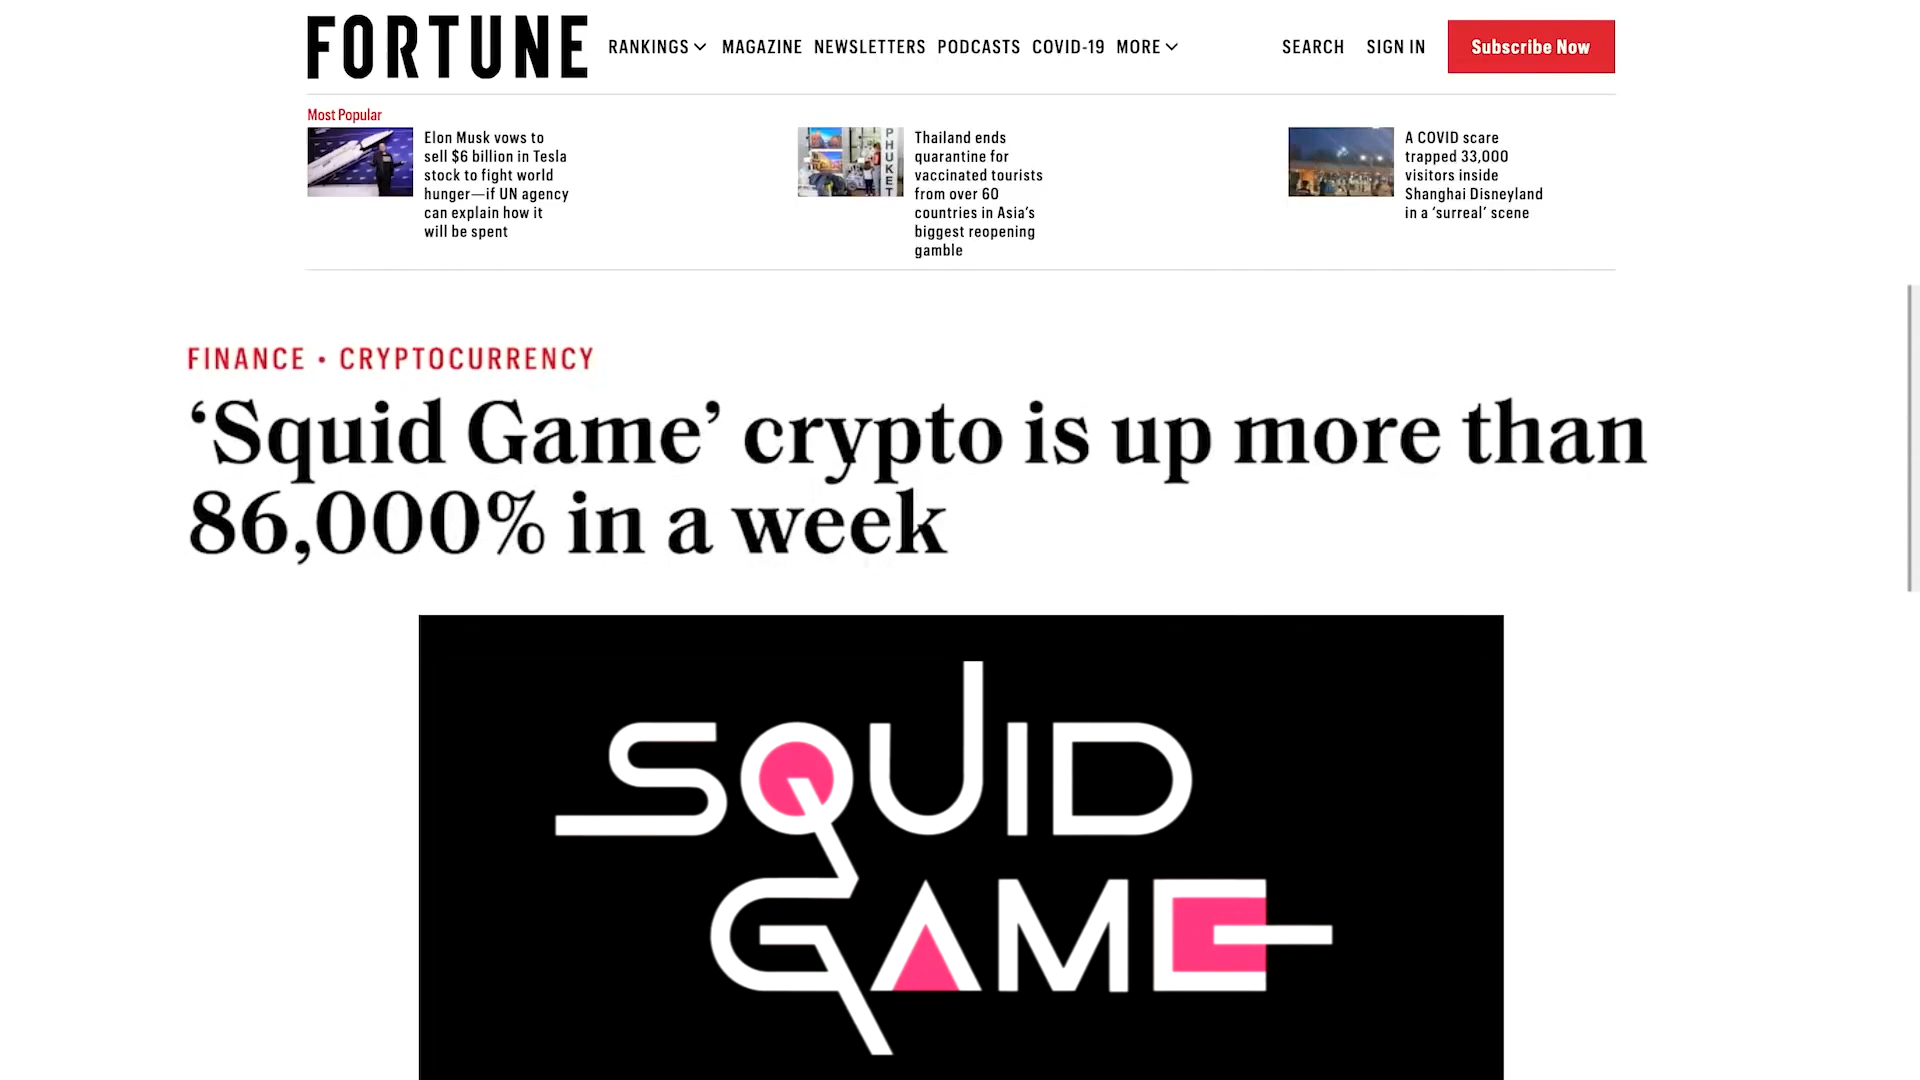 FORTUNE RANKINGS MAGAZINE NEWSLETTERS PODCASTS COVID-19 MORE SEARCH SIGN IN Subscribe Now
Most Popular
Elon Musk vows to
sell $6 billion in Tesla
stock to fight world
hunger—if UN agency
can explain how it
will be spent
PHUKET
Thailand ends
quarantine for
vaccinated tourists
from over 60
countries in Asia’s
biggest reopening
gamble
A COVID scare
trapped 33,000
visitors inside
Shanghai Disneyland
in a ‘surreal’ scene
FINANCE • CRYPTOCURRENCY
‘Squid Game’ crypto is up more than
86,000% in a week
SQUID
GAME